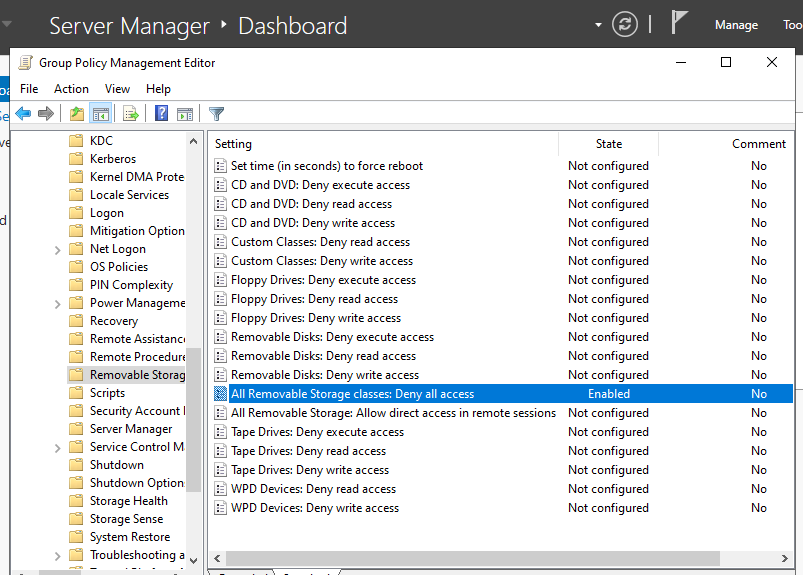 Server Manager ‣ Dashboard
Manage
Too
Group Policy Management Editor
File Action View Help
KDC
Kerberos
Kernel DMA Prote
Locale Services
Logon
Mitigation Option
Net Logon
OS Policies
PIN Complexity
Power Manageme
Recovery
Remote Assistanc
Remote Procedure
Removable Storag
Scripts
Security Account
Server Manager
Service Control M
Shutdown
Shutdown Option
Storage Health
Storage Sense
System Restore
Troubleshooting a
Setting State Comment
Set time (in seconds) to force reboot Not configured No
CD and DVD: Deny execute access Not configured No
CD and DVD: Deny read access Not configured No
CD and DVD: Deny write access Not configured No
Custom Classes: Deny read access Not configured No
Custom Classes: Deny write access Not configured No
Floppy Drives: Deny execute access Not configured No
Floppy Drives: Deny read access Not configured No
Floppy Drives: Deny write access Not configured No
Removable Disks: Deny execute access Not configured No
Removable Disks: Deny read access Not configured No
Removable Disks: Deny write access Not configured No
All Removable Storage classes: Deny all access Enabled No
All Removable Storage: Allow direct access in remote sessions Not configured No
Tape Drives: Deny execute access Not configured No
Tape Drives: Deny read access Not configured No
Tape Drives: Deny write access Not configured No
WPD Devices: Deny read access Not configured No
WPD Devices: Deny write access Not configured No